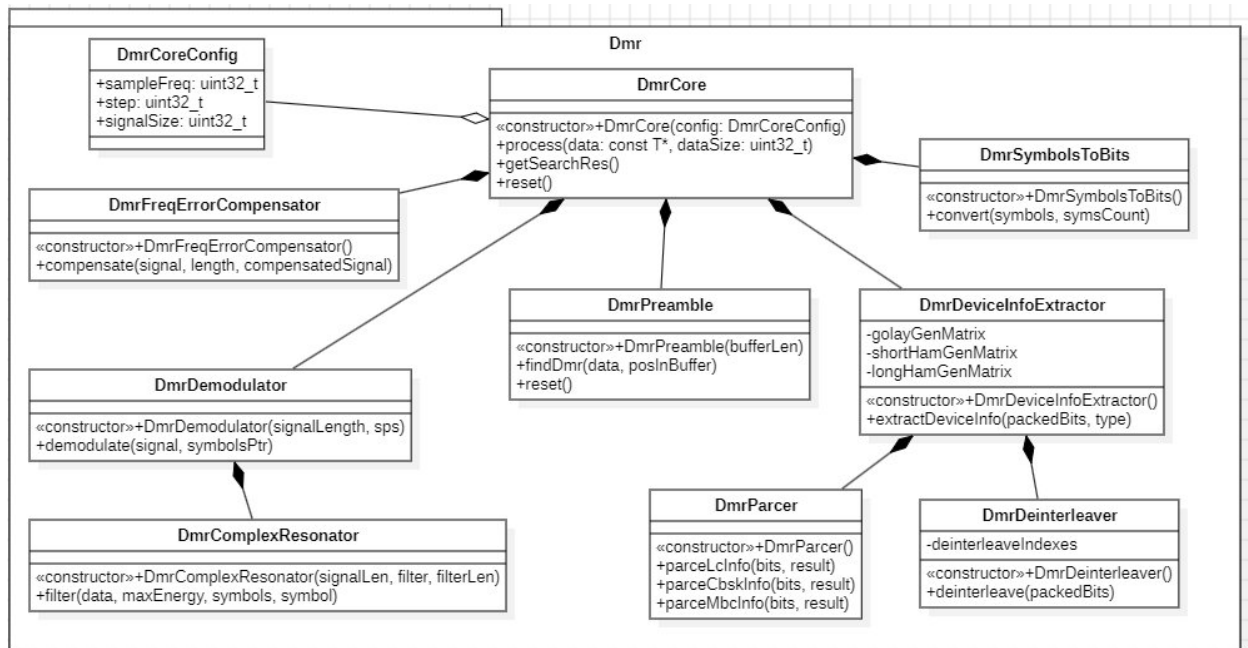 Dmr
DmrCoreConfig
+sampleFreq: uint32_t
+step: uint32_t
+signalSize: uint32_t
DmrCore
«constructor»+DmrCore(config: DmrCoreConfig)
+process(data: const T*, dataSize: uint32_t)
+getSearchRes()
+reset()
DmrSymbolsToBits
«constructor»+DmrSymbolsToBits()
+convert(symbols, symsCount)
DmrFreqErrorCompensator
«constructor»+DmrFreqErrorCompensator()
+compensate(signal, length, compensatedSignal)
DmrPreamble
«constructor»+DmrPreamble(bufferLen)
+findDmr(data, posInBuffer)
+reset()
DmrDeviceInfoExtractor
-golayGenMatrix
-shortHamGenMatrix
-longHamGenMatrix
«constructor»+DmrDeviceInfoExtractor()
+extractDeviceInfo(packedBits, type)
DmrDemodulator
«constructor»+DmrDemodulator(signalLength, sps)
+demodulate(signal, symbolsPtr)
DmrComplexResonator
«constructor»+DmrComplexResonator(signalLen, filter, filterLen)
+filter(data, maxEnergy, symbols, symbol)
DmrParcer
«constructor»+DmrParcer()
+parceLcInfo(bits, result)
+parceCbskInfo(bits, result)
+parceMbcInfo(bits, result)
DmrDeinterleaver
-deinterleaveIndexes
«constructor»+DmrDeinterleaver()
+deinterleave(packedBits)